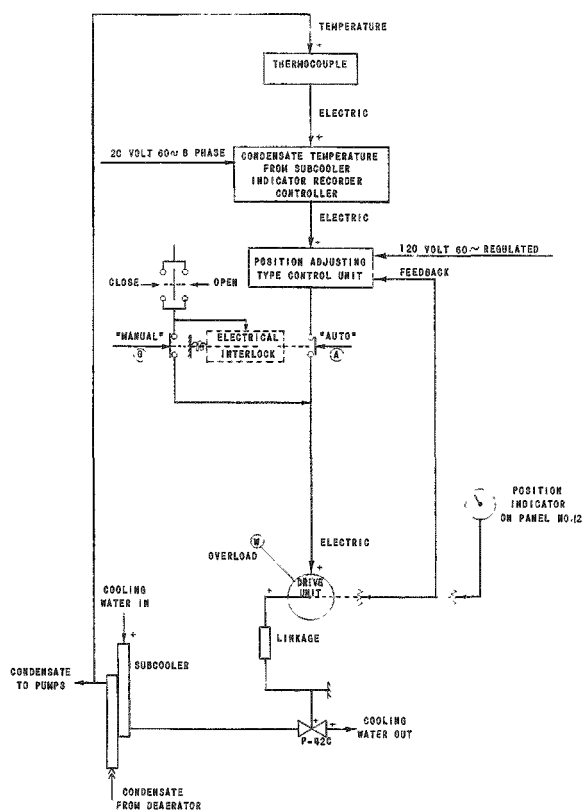 TEMPERATURE
THERMOCOUPLE
ELECTRIC
2C VOLT 60~ B PHASE
CONDENSATE TEMPERATURE
FROM SUBCOOLER
INDICATOR RECORDER
CONTROLLER
ELECTRIC
120 VOLT 60~ REGULATED
POSITION ADJUSTING
TYPE CONTROL UNIT
FEEDBACK
CLOSE
OPEN
"MANUAL"
ELECTRICAL
INTERLOCK
"AUTO"
G
A
POSITION
INDICATOR
ON PANEL NO.12
ELECTRIC
W
OVERLOAD
DRIVE
UNIT
COOLING
WATER IN
LINKAGE
SUBCOOLER
CONDENSATE
TO PUMPS
COOLING
WATER OUT
P-42C
CONDENSATE
FROM DEAERATOR